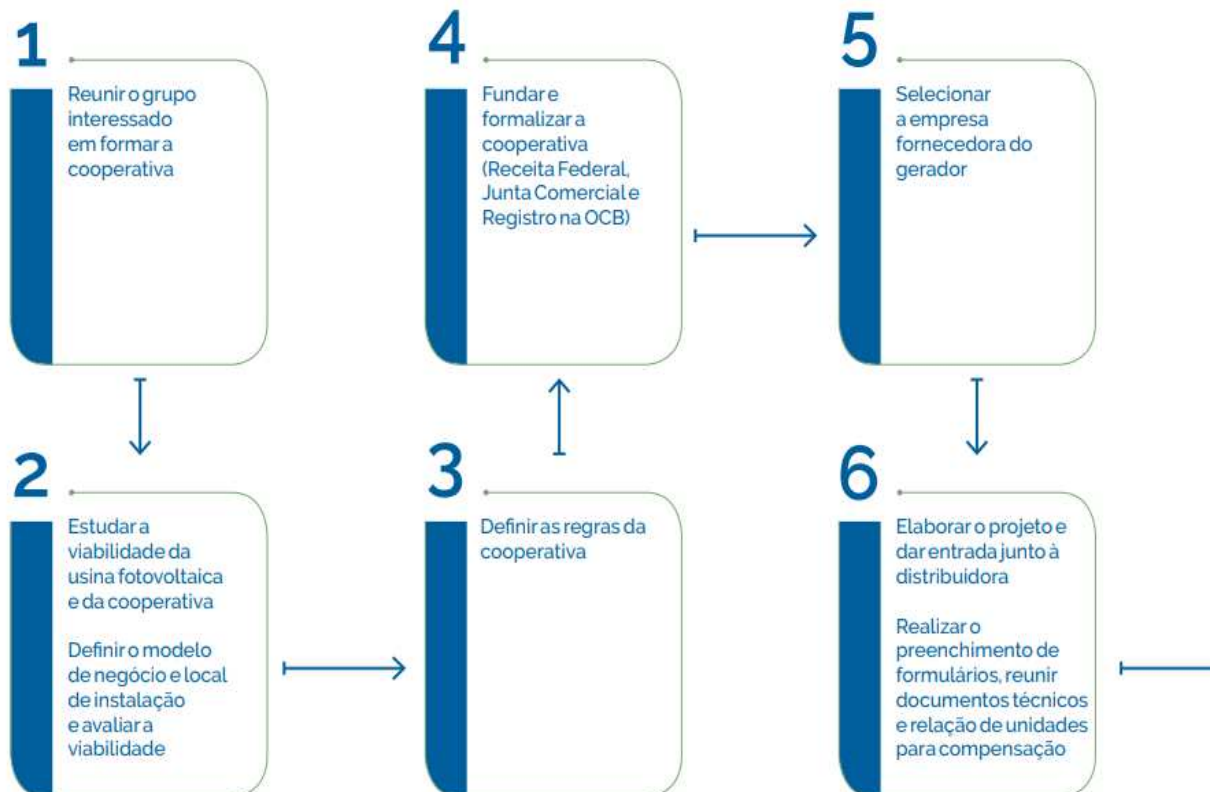 1
Reunir o grupo
interessado
em formar a
cooperativa
2
Estudar a
viabilidade da
usina fotovoltaica
e da cooperativa
Definir o modelo
de negócio e local
de instalação
e avaliar a
viabilidade
3
Definir as regras da
cooperativa
4
Fundar e
formalizar a
cooperativa
(Receita Federal,
Junta Comercial e
Registro na OCB)
5
Selecionar
a empresa
fornecedora do
gerador
6
Elaborar o projeto e
dar entrada junto à
distribuidora
Realizar o
preenchimento de
formulários, reunir
documentos técnicos
e relação de unidades
para compensação